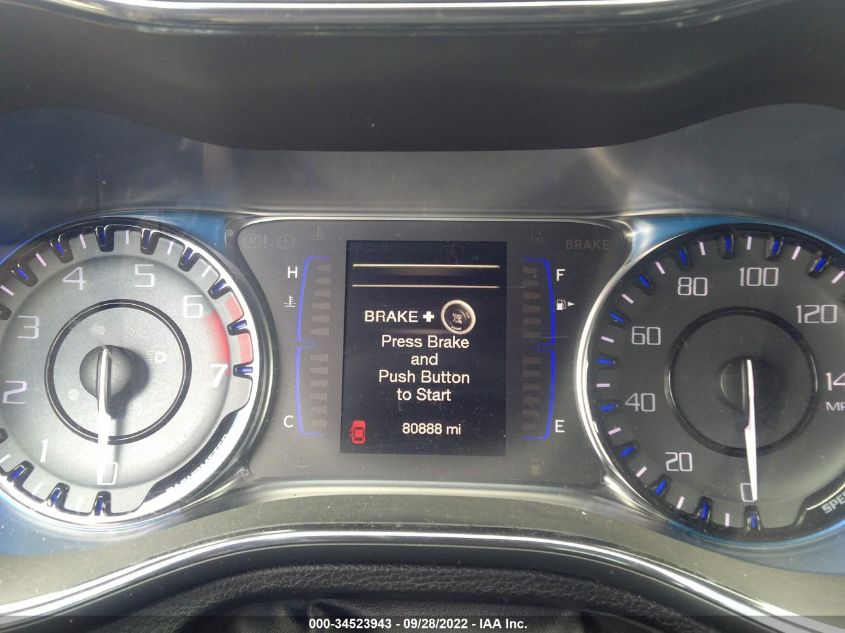 BRAKE
H
F
BRAKE +
Press Brake
and
Push Button
to Start
C
E
80888 mi
0
1
2
3
4
5
6
7
0
20
40
60
80
100
120
000-34523943 - 09/28/2022 - IAA Inc.